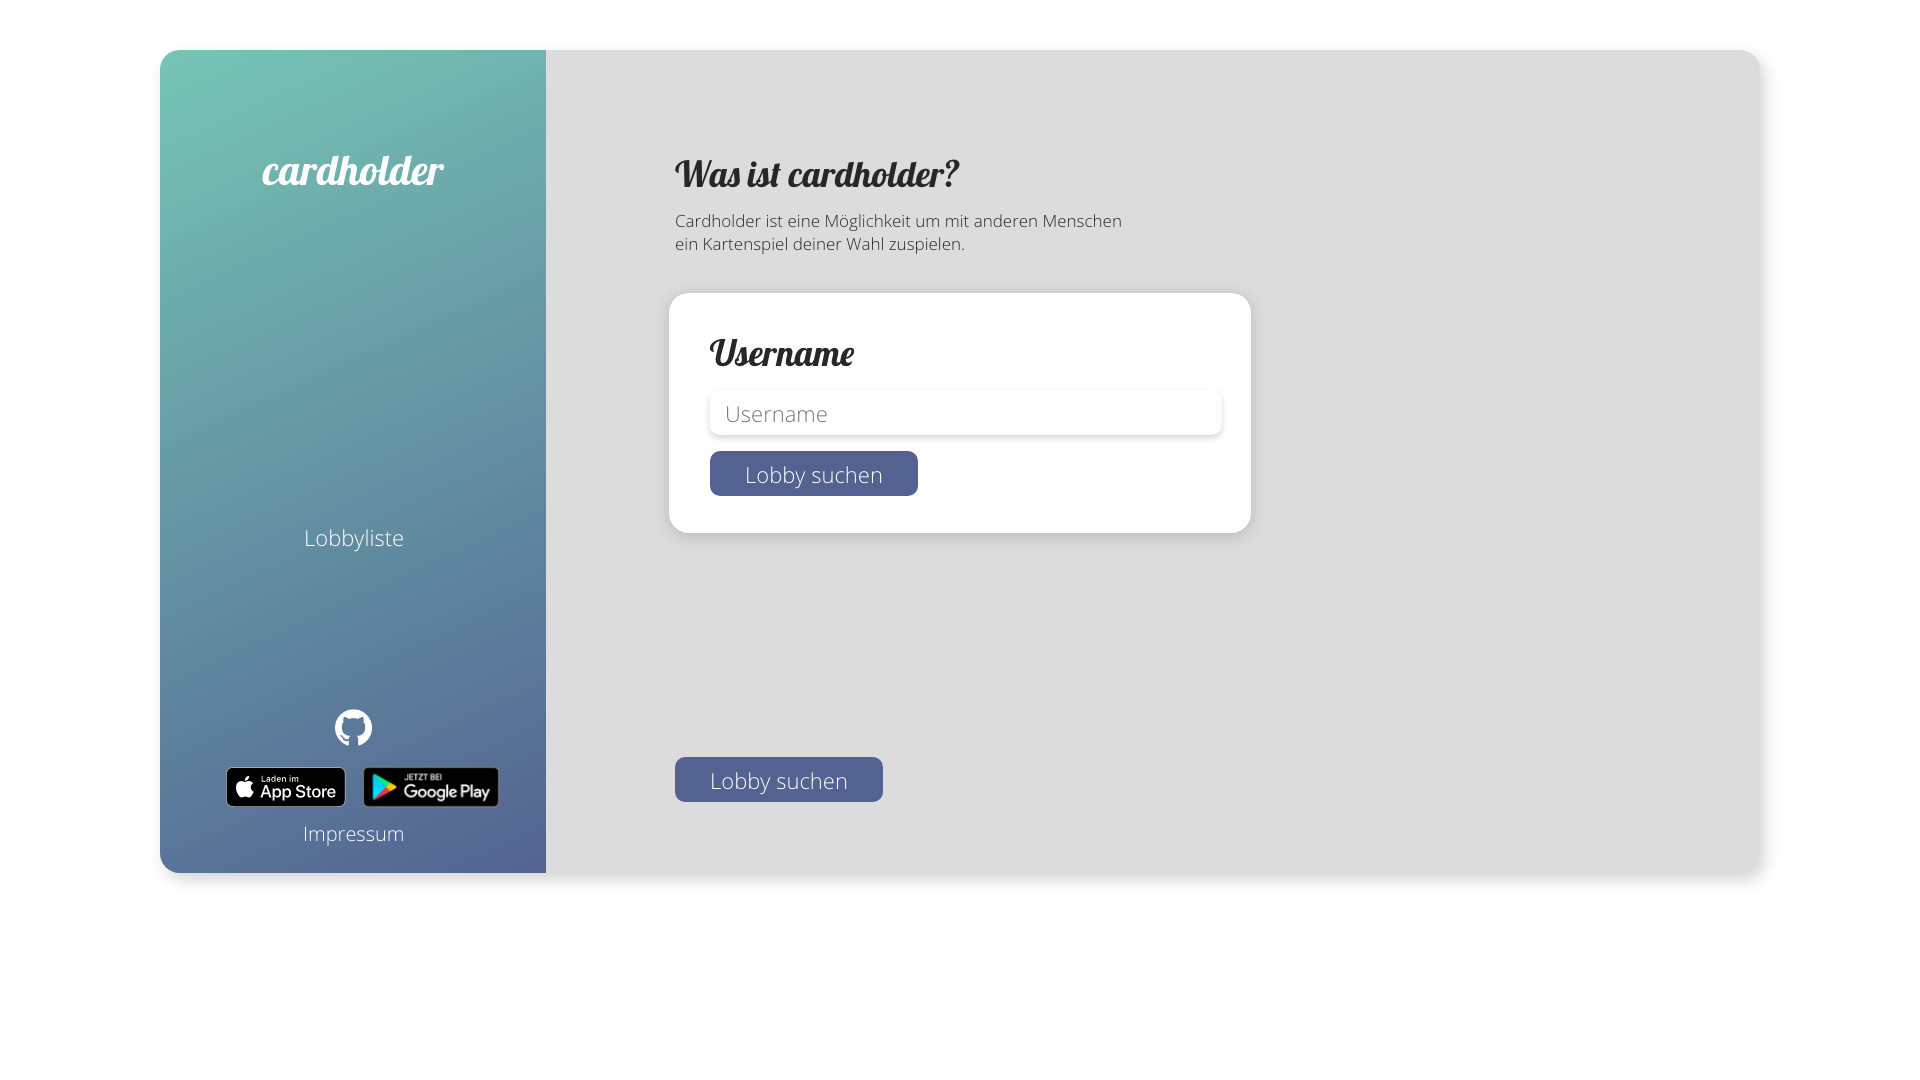 cardholder
Lobbyliste
Laden im
App Store
JETZT BEI
Google Play
Impressum
Was ist cardholder?
Cardholder ist eine Möglichkeit um mit anderen Menschen
ein Kartenspiel deiner Wahl zuspielen.
Username
Username
Lobby suchen
Lobby suchen